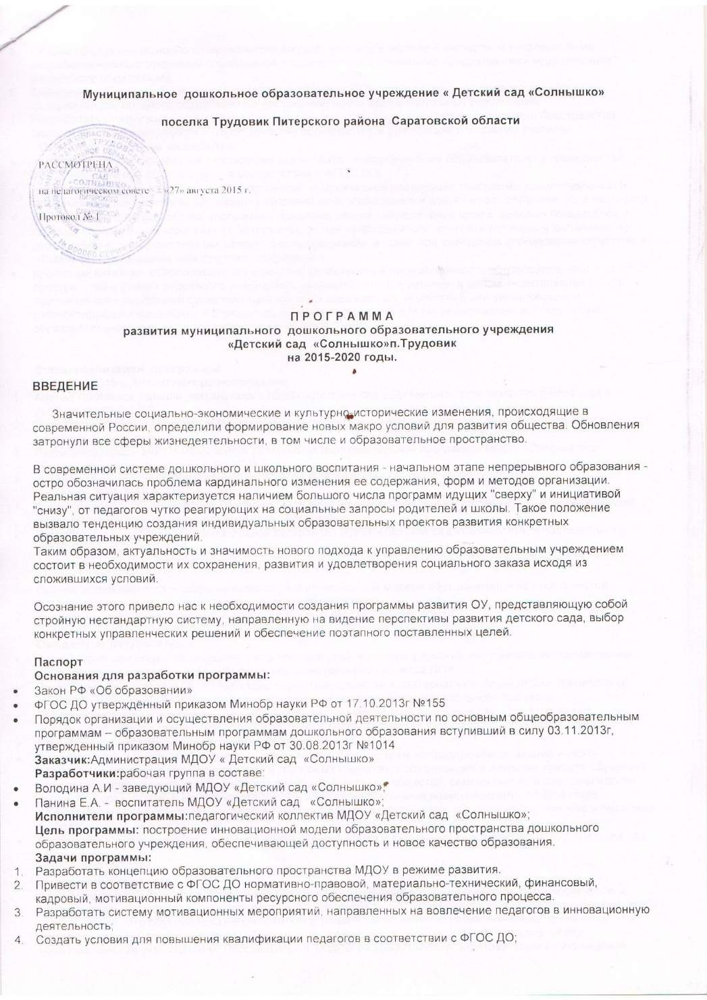 Муниципальное дошкольное образовательное учреждение « Детский сад «Солнышко»
поселка Трудовик Питерского района Саратовской области
РАССМОТРЕНА
на педагогическом совете «27» августа 2015 г.
Протокол № 1
ДЕТСКИЙ
САД
«СОЛНЫШКО»
ПИТЕРСКОГО
РАЙОНА
САРАТОВСКОЙ
ОБЛАСТИ
П Р О Г Р А М М А
развития муниципального дошкольного образовательного учреждения
«Детский сад «Солнышко»п.Трудовик
на 2015-2020 годы.
ВВЕДЕНИЕ
Значительные социально-экономические и культурно-исторические изменения, происходящие в
современной России, определили формирование новых макро условий для развития общества. Обновления
затронули все сферы жизнедеятельности, в том числе и образовательное пространство.
В современной системе дошкольного и школьного воспитания - начальном этапе непрерывного образования -
остро обозначилась проблема кардинального изменения ее содержания, форм и методов организации.
Реальная ситуация характеризуется наличием большого числа программ идущих "сверху" и инициативой
"снизу", от педагогов чутко реагирующих на социальные запросы родителей и школы. Такое положение
вызвало тенденцию создания индивидуальных образовательных проектов развития конкретных
образовательных учреждений.
Таким образом, актуальность и значимость нового подхода к управлению образовательным учреждением
состоит в необходимости их сохранения, развития и удовлетворения социального заказа исходя из
сложившихся условий.
Осознание этого привело нас к необходимости создания программы развития ОУ, представляющую собой
стройную нестандартную систему, направленную на видение перспективы развития детского сада, выбор
конкретных управленческих решений и обеспечение поэтапного поставленных целей.
Паспорт
Основания для разработки программы:
• Закон РФ «Об образовании»
• ФГОС ДО утверждённый приказом Минобр науки РФ от 17.10.2013г №155
• Порядок организации и осуществления образовательной деятельности по основным общеобразовательным
программам – образовательным программам дошкольного образования вступивший в силу 03.11.2013г,
утвержденный приказом Минобр науки РФ от 30.08.2013г №1014
Заказчик:Администрация МДОУ « Детский сад «Солнышко»
Разработчики:рабочая группа в составе:
• Володина А.И - заведующий МДОУ «Детский сад «Солнышко»;
• Панина Е.А. - воспитатель МДОУ «Детский сад «Солнышко»;
Исполнители программы:педагогический коллектив МДОУ «Детский сад «Солнышко»;
Цель программы: построение инновационной модели образовательного пространства дошкольного
образовательного учреждения, обеспечивающей доступность и новое качество образования.
Задачи программы:
1. Разработать концепцию образовательного пространства МДОУ в режиме развития.
2. Привести в соответствие с ФГОС ДО нормативно-правовой, материально-технический, финансовый,
кадровый, мотивационный компоненты ресурсного обеспечения образовательного процесса.
3. Разработать систему мотивационных мероприятий, направленных на вовлечение педагогов в инновационную
деятельность;
4. Создать условия для повышения квалификации педагогов в соответствии с ФГОС ДО;